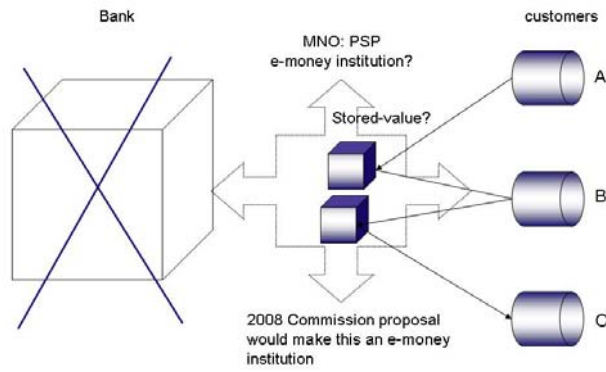 Bank
customers
MNO: PSP
e-money institution?
A
Stored-value?
B
C
2008 Commission proposal
would make this an e-money
institution